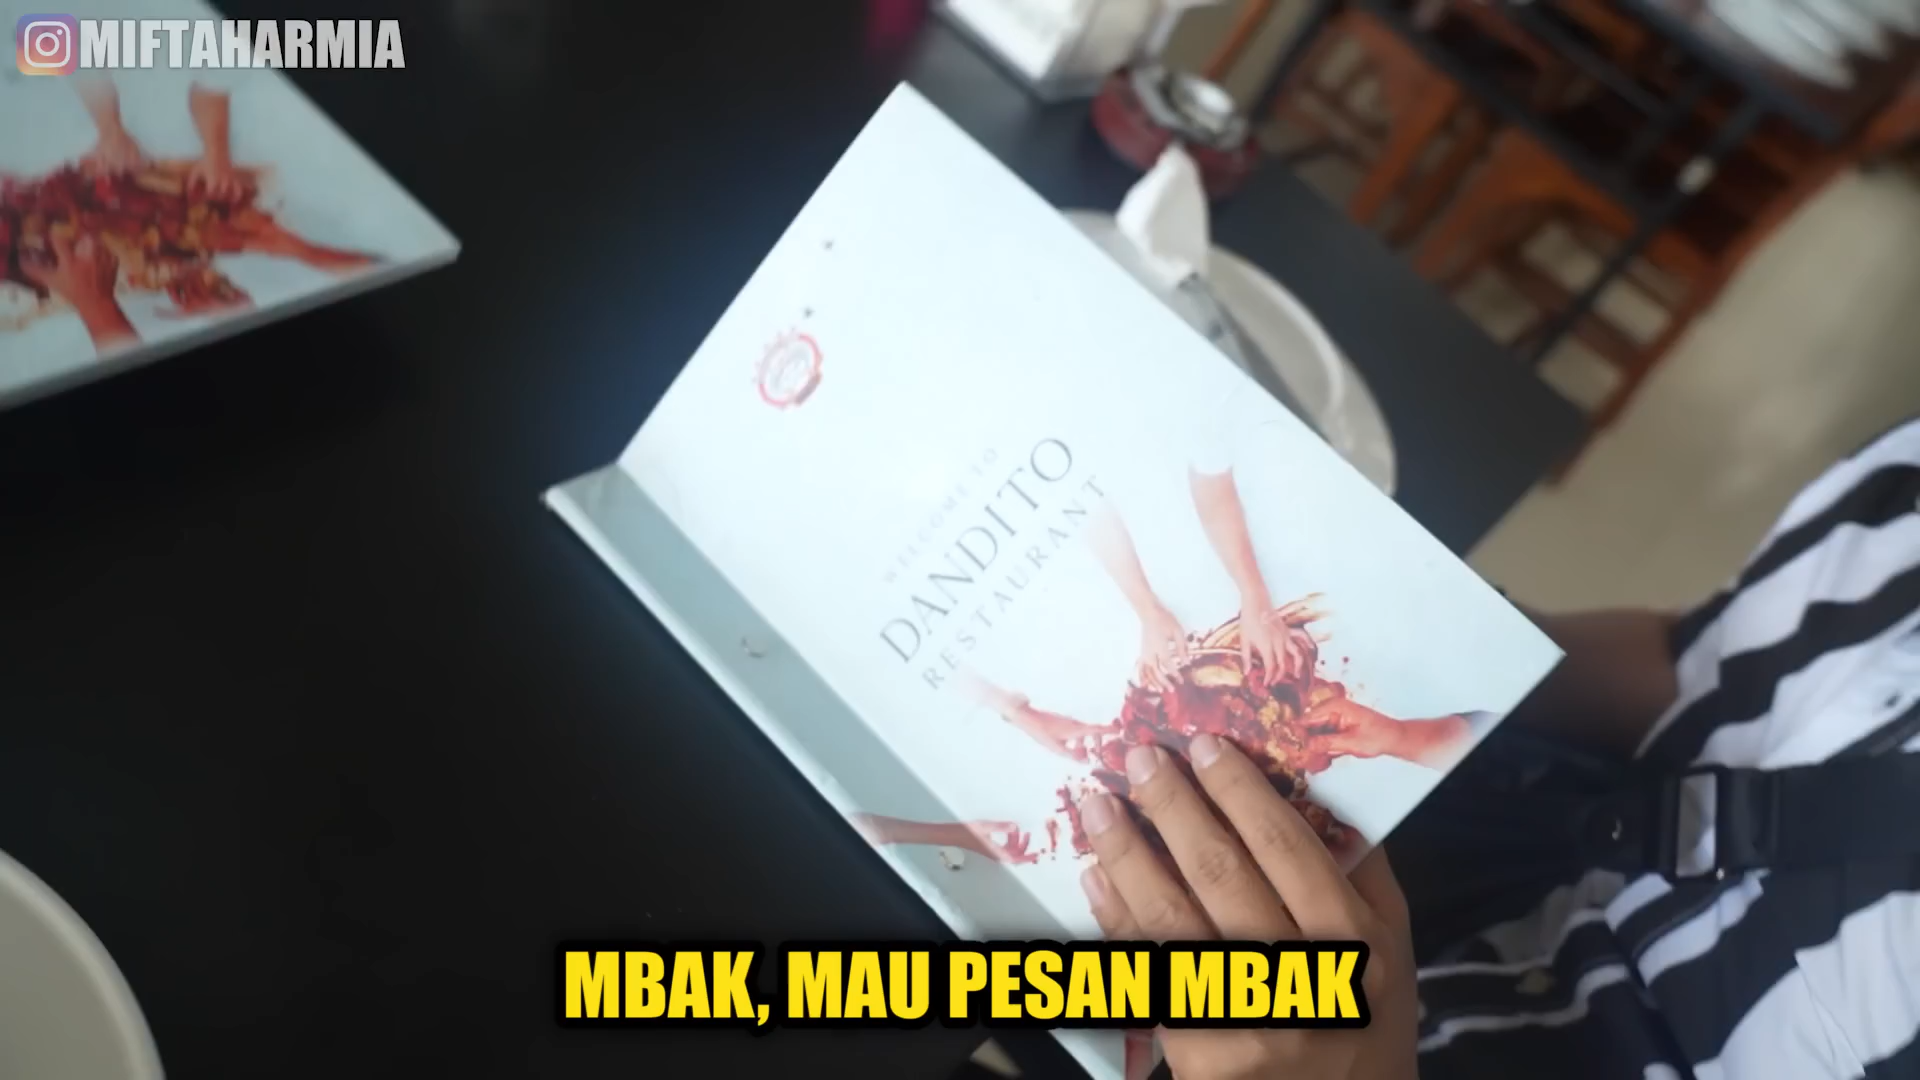 MIFTAHARMIA
WELCOME TO
DANDITO
RESTAURANT
MBAK, MAU PESAN MBAK